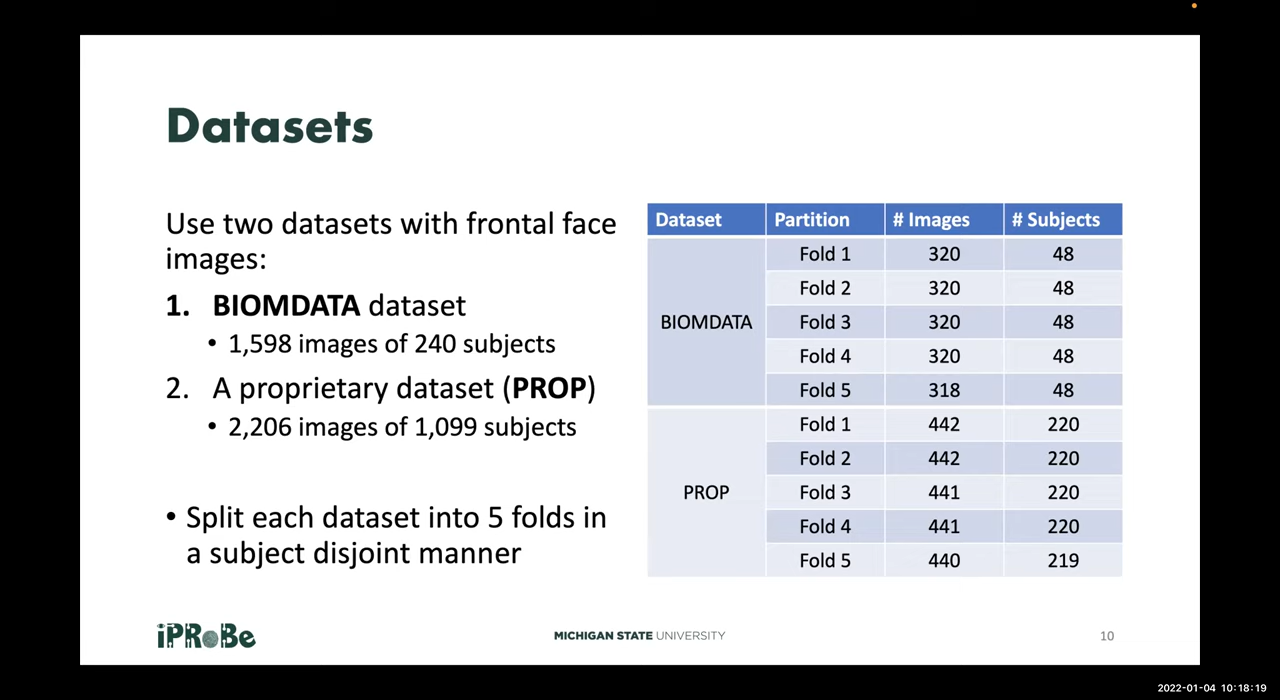 Datasets
Use two datasets with frontal face
images:
1. BIOMDATA dataset
• 1,598 images of 240 subjects
2. A proprietary dataset (PROP)
• 2,206 images of 1,099 subjects
• Split each dataset into 5 folds in
a subject disjoint manner
Dataset Partition # Images # Subjects
Fold 1 320 48
Fold 2 320 48
BIOMDATA Fold 3 320 48
Fold 4 320 48
Fold 5 318 48
Fold 1 442 220
Fold 2 442 220
PROP Fold 3 441 220
Fold 4 441 220
Fold 5 440 219
iPRoBe
MICHIGAN STATE UNIVERSITY
10
2022-01-04 10:18:19